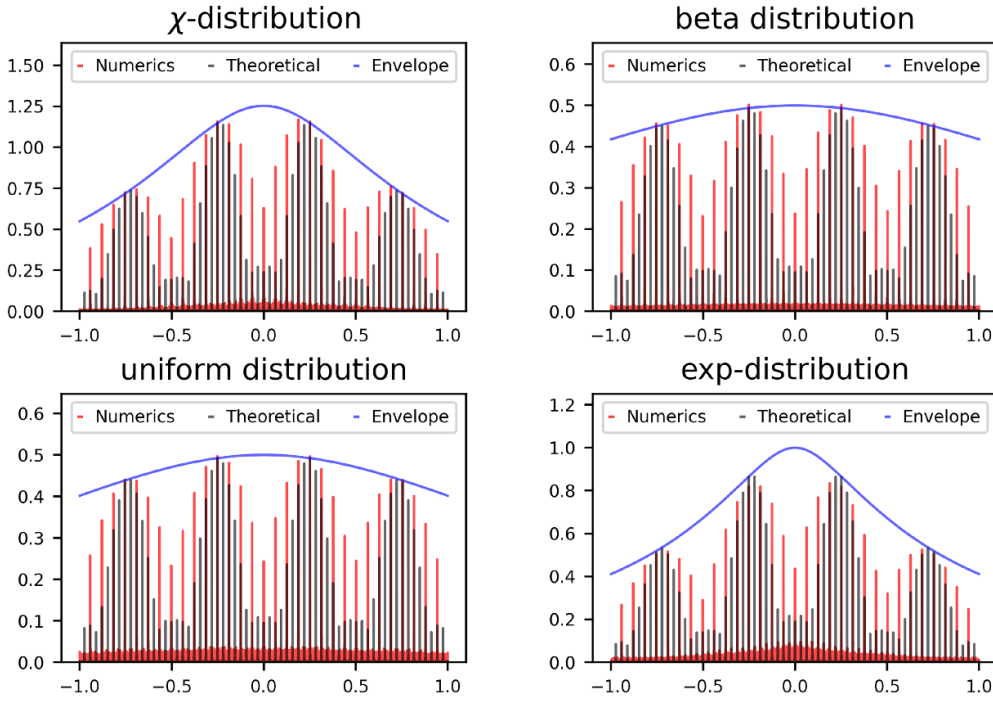 χ-distribution
Numerics Theoretical Envelope
1.50
1.25
1.00
0.75
0.50
0.25
0.00
−1.0 −0.5 0.0 0.5 1.0
beta distribution
Numerics Theoretical Envelope
0.6
0.5
0.4
0.3
0.2
0.1
0.0
−1.0 −0.5 0.0 0.5 1.0
uniform distribution
Numerics Theoretical Envelope
0.6
0.5
0.4
0.3
0.2
0.1
0.0
−1.0 −0.5 0.0 0.5 1.0
exp-distribution
Numerics Theoretical Envelope
1.2
1.0
0.8
0.6
0.4
0.2
0.0
−1.0 −0.5 0.0 0.5 1.0